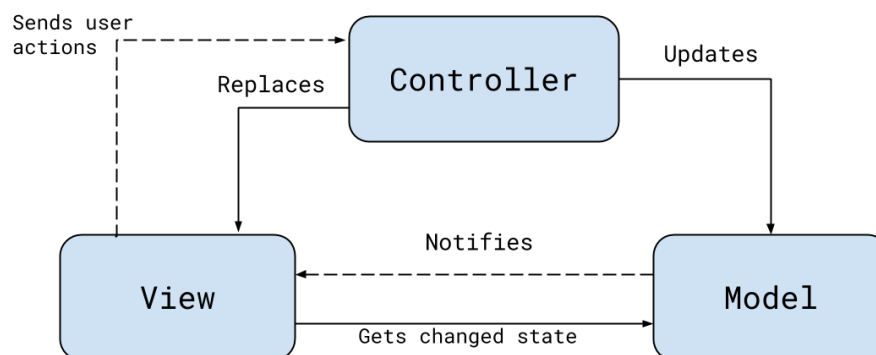 Sends user
actions
Controller
Updates
Replaces
Notifies
View
Model
Gets changed state